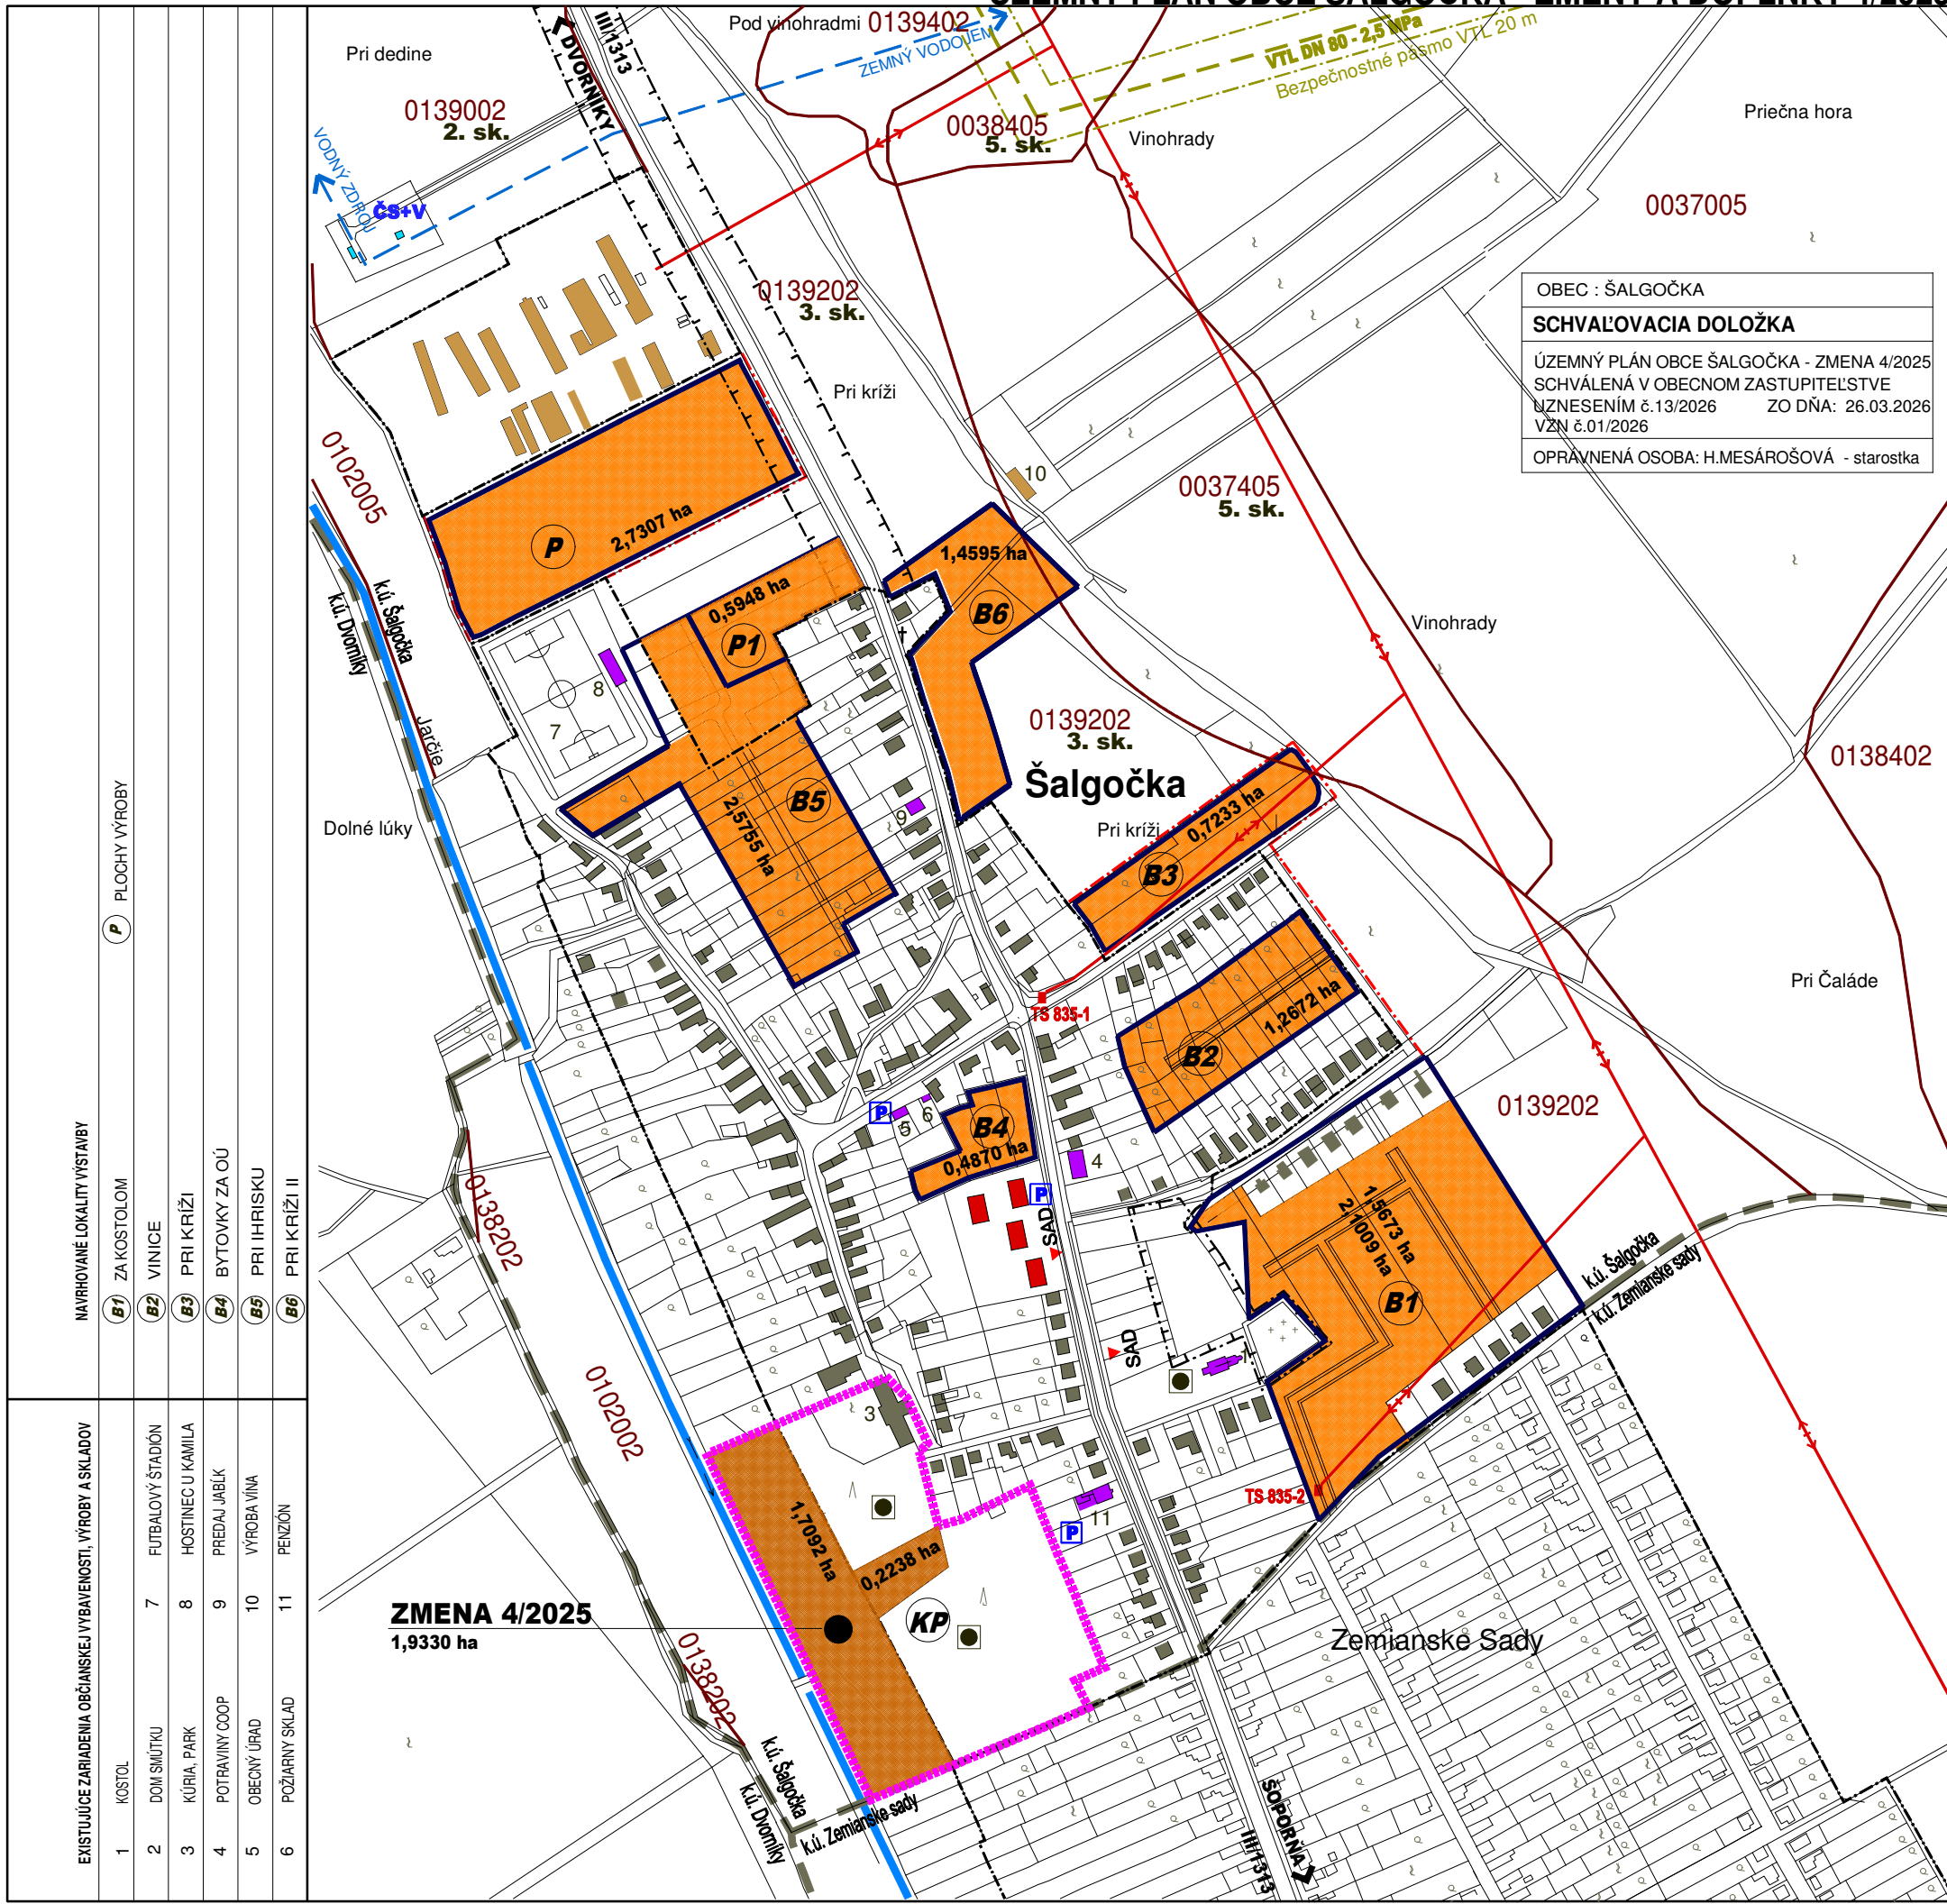 ÚZEMNÝ PLÁN OBCE ŠALGOČKA - ZMENY A DOPLNKY 4/2025
Pri dedine
0139002
2. sk.
DVORNÍKY
III/1313
Pod vinohradmi
0139402
ZEMNÝ VODOJEM
VTL DN 80 - 2,5 MPa
Bezpečnostné pásmo VTL 20 m
0038405
5. sk.
Vinohrady
Priečna hora
0037005
VODNÝ ZDROJ
ČS+V
0139202
3. sk.
Pri kríži
OBEC : ŠALGOČKA
SCHVAĽOVACIA DOLOŽKA
ÚZEMNÝ PLÁN OBCE ŠALGOČKA - ZMENA 4/2025
SCHVÁLENÁ V OBECNOM ZASTUPITEĽSTVE
UZNESENÍM č.13/2026 ZO DŇA: 26.03.2026
VZN č.01/2026
OPRÁVNENÁ OSOBA: H.MESÁROŠOVÁ - starostka
0102005
k.ú. Šalgočka
k.ú. Dvorníky
Jarčie
Dolné lúky
P
2,7307 ha
0,5948 ha
P1
1,4595 ha
B6
10
0037405
5. sk.
Vinohrady
7
8
9
B5
2,5755 ha
0139202
3. sk.
Šalgočka
Pri kríži
0,7233 ha
B3
0138402
Pri Čaláde
TS 835-1
1,2672 ha
B2
0139202
P
5
6
B4
0,4870 ha
4
P
SAD
SAD
1,5673 ha
2,1009 ha
B1
k.ú. Šalgočka
k.ú. Zemianske sady
0138202
0102002
3
1,7092 ha
0,2238 ha
KP
11
P
TS 835-2
ZMENA 4/2025
1,9330 ha
0138202
k.ú. Šalgočka
k.ú. Dvorníky
k.ú. Zemianske sady
Zemianske Sady
ŠOPORŇA
III/1313
NAVRHOVANÉ LOKALITY VÝSTAVBY
B1 ZA KOSTOLOM
P PLOCHY VÝROBY
B2 VINICE
B3 PRI KRÍŽI
B4 BYTOVKY ZA OÚ
B5 PRI IHRISKU
B6 PRI KRÍŽI II
EXISTUJÚCE ZARIADENIA OBČIANSKEJ VYBAVENOSTI, VÝROBY A SKLADOV
1 KOSTOL
2 DOM SMÚTKU
7 FUTBALOVÝ ŠTADIÓN
3 KÚRIA, PARK
8 HOSTINEC U KAMILA
4 POTRAVINY COOP
9 PREDAJ JABĹK
5 OBECNÝ ÚRAD
10 VÝROBA VÍNA
6 POŽIARNY SKLAD
11 PENZIÓN